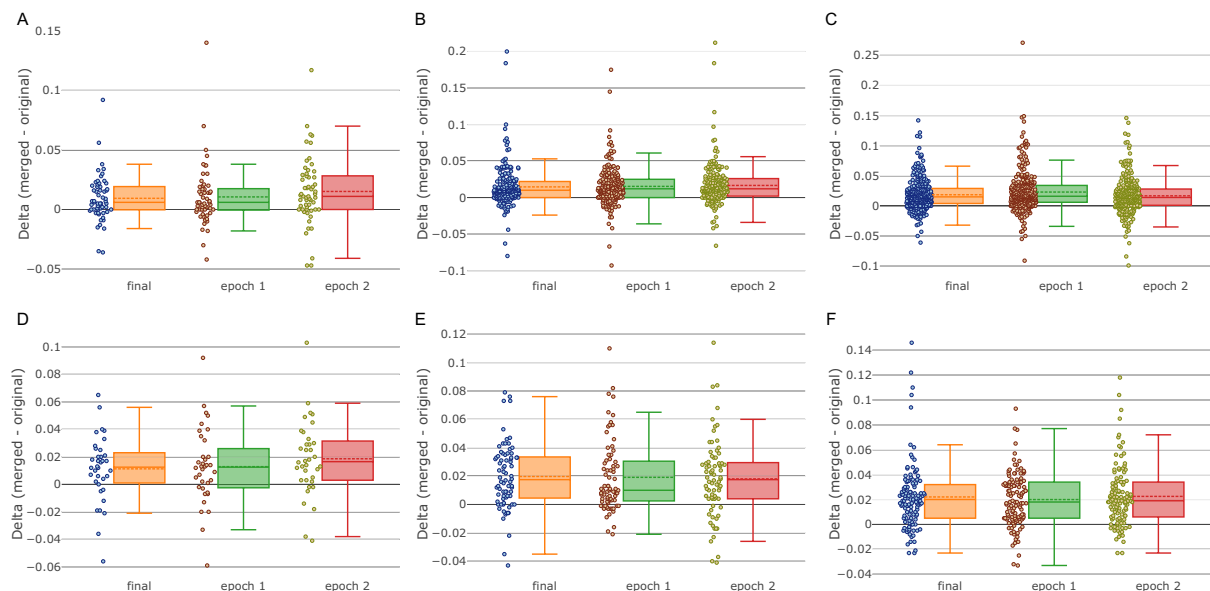 A
Delta (merged - original)
0.15
0.1
0.05
0
−0.05
final
epoch 1
epoch 2
B
Delta (merged - original)
0.2
0.15
0.1
0.05
0
−0.05
−0.1
final
epoch 1
epoch 2
C
Delta (merged - original)
0.25
0.2
0.15
0.1
0.05
0
−0.05
−0.1
final
epoch 1
epoch 2
D
Delta (merged - original)
0.1
0.08
0.06
0.04
0.02
0
−0.02
−0.04
−0.06
final
epoch 1
epoch 2
E
Delta (merged - original)
0.12
0.1
0.08
0.06
0.04
0.02
0
−0.02
−0.04
final
epoch 1
epoch 2
F
Delta (merged - original)
0.14
0.12
0.1
0.08
0.06
0.04
0.02
0
−0.02
−0.04
final
epoch 1
epoch 2